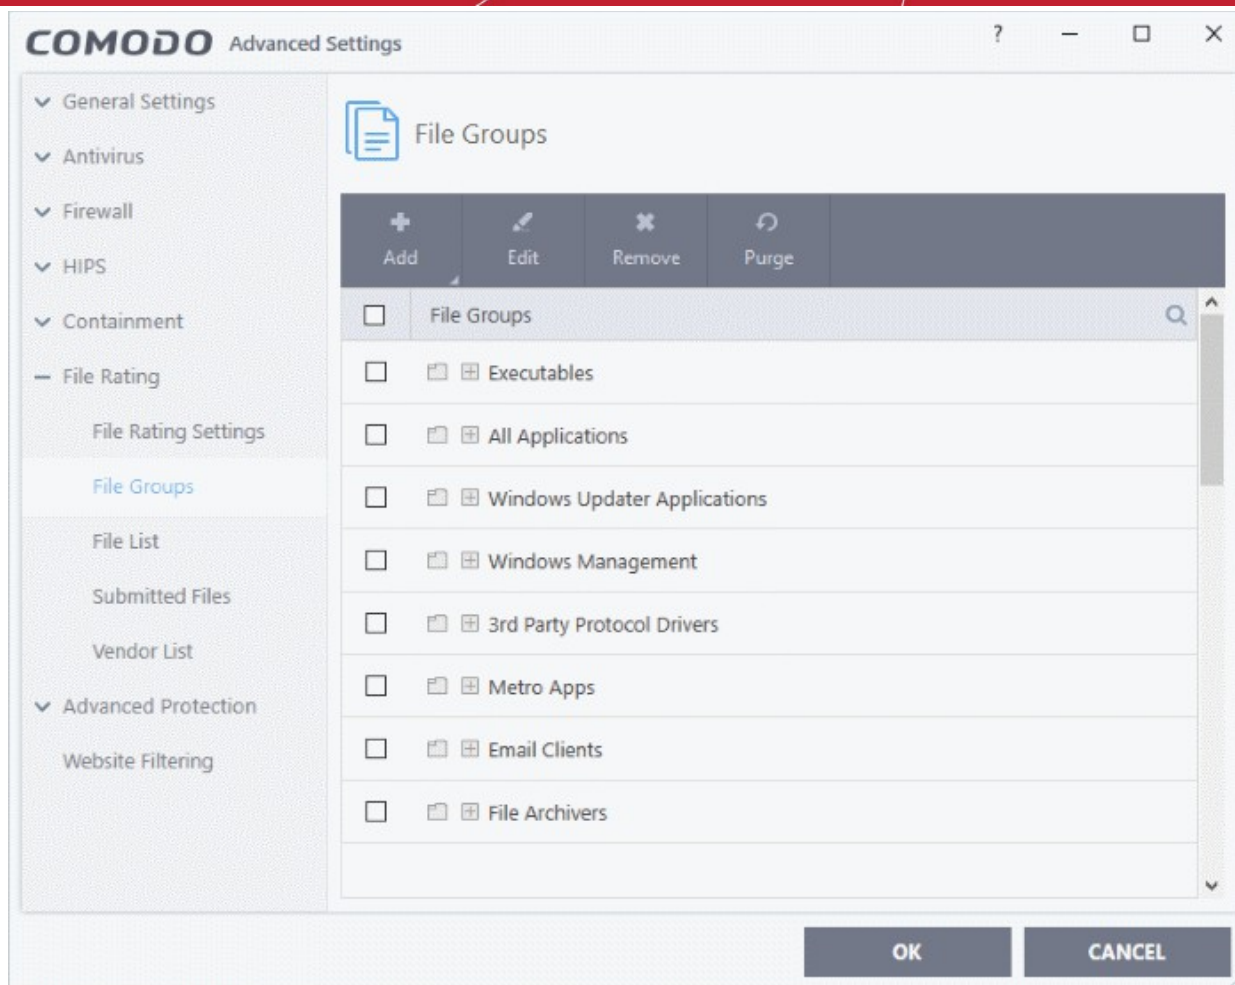 COMODO Advanced Settings ?
General Settings
Antivirus
Firewall
HIPS
Containment
File Rating
File Rating Settings
File Groups
File List
Submitted Files
Vendor List
Advanced Protection
Website Filtering
File Groups
Add Edit Remove Purge
File Groups
Executables
All Applications
Windows Updater Applications
Windows Management
3rd Party Protocol Drivers
Metro Apps
Email Clients
File Archivers
OK CANCEL